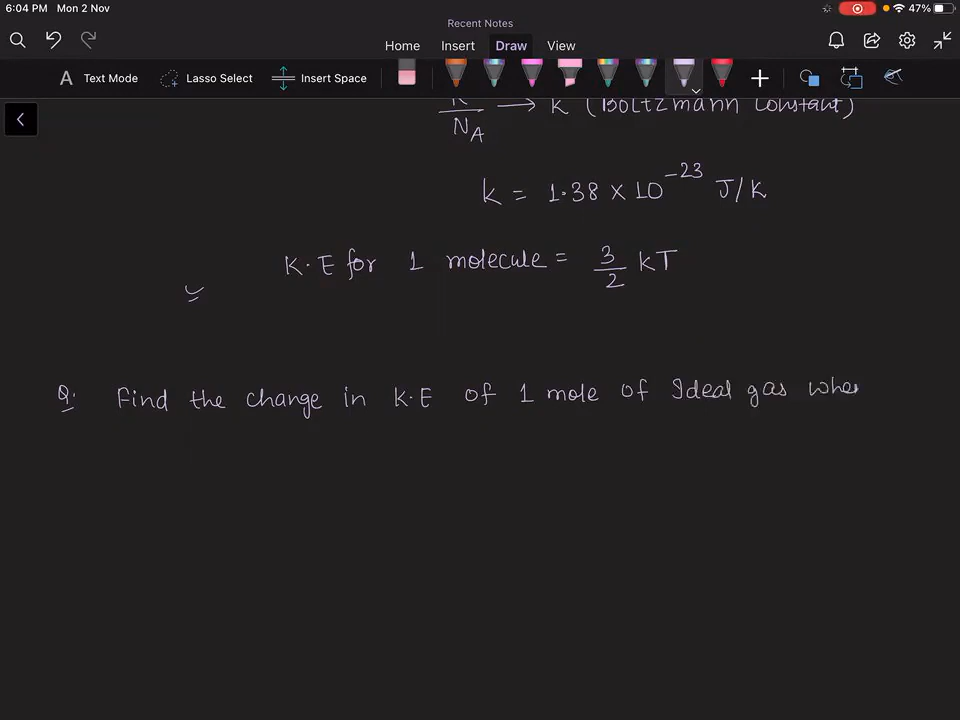 6:04 PM Mon 2 Nov
47%
Recent Notes
Home Insert Draw View
A Text Mode Lasso Select Insert Space
R/N_A → k (Boltzmann Constant)
k = 1.38 × 10^-23 J/K
K.E for 1 molecule = 3/2 kT
Q. Find the change in K.E of 1 mole of Ideal gas when